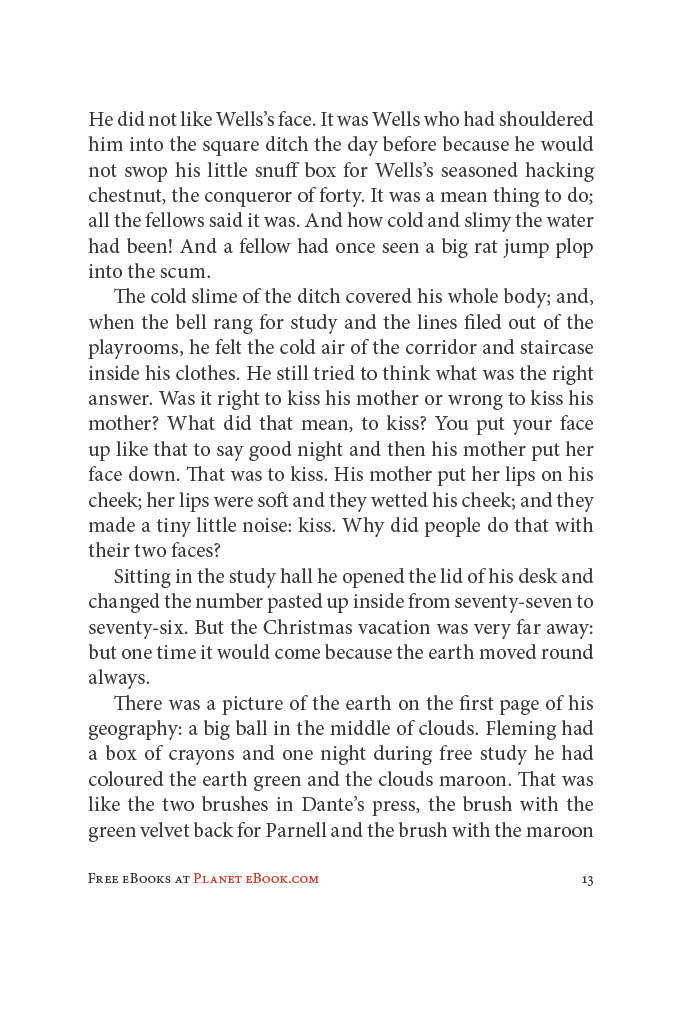 He did not like Wells’s face. It was Wells who had shouldered
him into the square ditch the day before because he would
not swop his little snuff box for Wells’s seasoned hacking
chestnut, the conqueror of forty. It was a mean thing to do;
all the fellows said it was. And how cold and slimy the water
had been! And a fellow had once seen a big rat jump plop
into the scum.
The cold slime of the ditch covered his whole body; and,
when the bell rang for study and the lines filed out of the
playrooms, he felt the cold air of the corridor and staircase
inside his clothes. He still tried to think what was the right
answer. Was it right to kiss his mother or wrong to kiss his
mother? What did that mean, to kiss? You put your face
up like that to say good night and then his mother put her
face down. That was to kiss. His mother put her lips on his
cheek; her lips were soft and they wetted his cheek; and they
made a tiny little noise: kiss. Why did people do that with
their two faces?
Sitting in the study hall he opened the lid of his desk and
changed the number pasted up inside from seventy-seven to
seventy-six. But the Christmas vacation was very far away:
but one time it would come because the earth moved round
always.
There was a picture of the earth on the first page of his
geography: a big ball in the middle of clouds. Fleming had
a box of crayons and one night during free study he had
coloured the earth green and the clouds maroon. That was
like the two brushes in Dante’s press, the brush with the
green velvet back for Parnell and the brush with the maroon
Free eBooks at Planet eBook.com 13